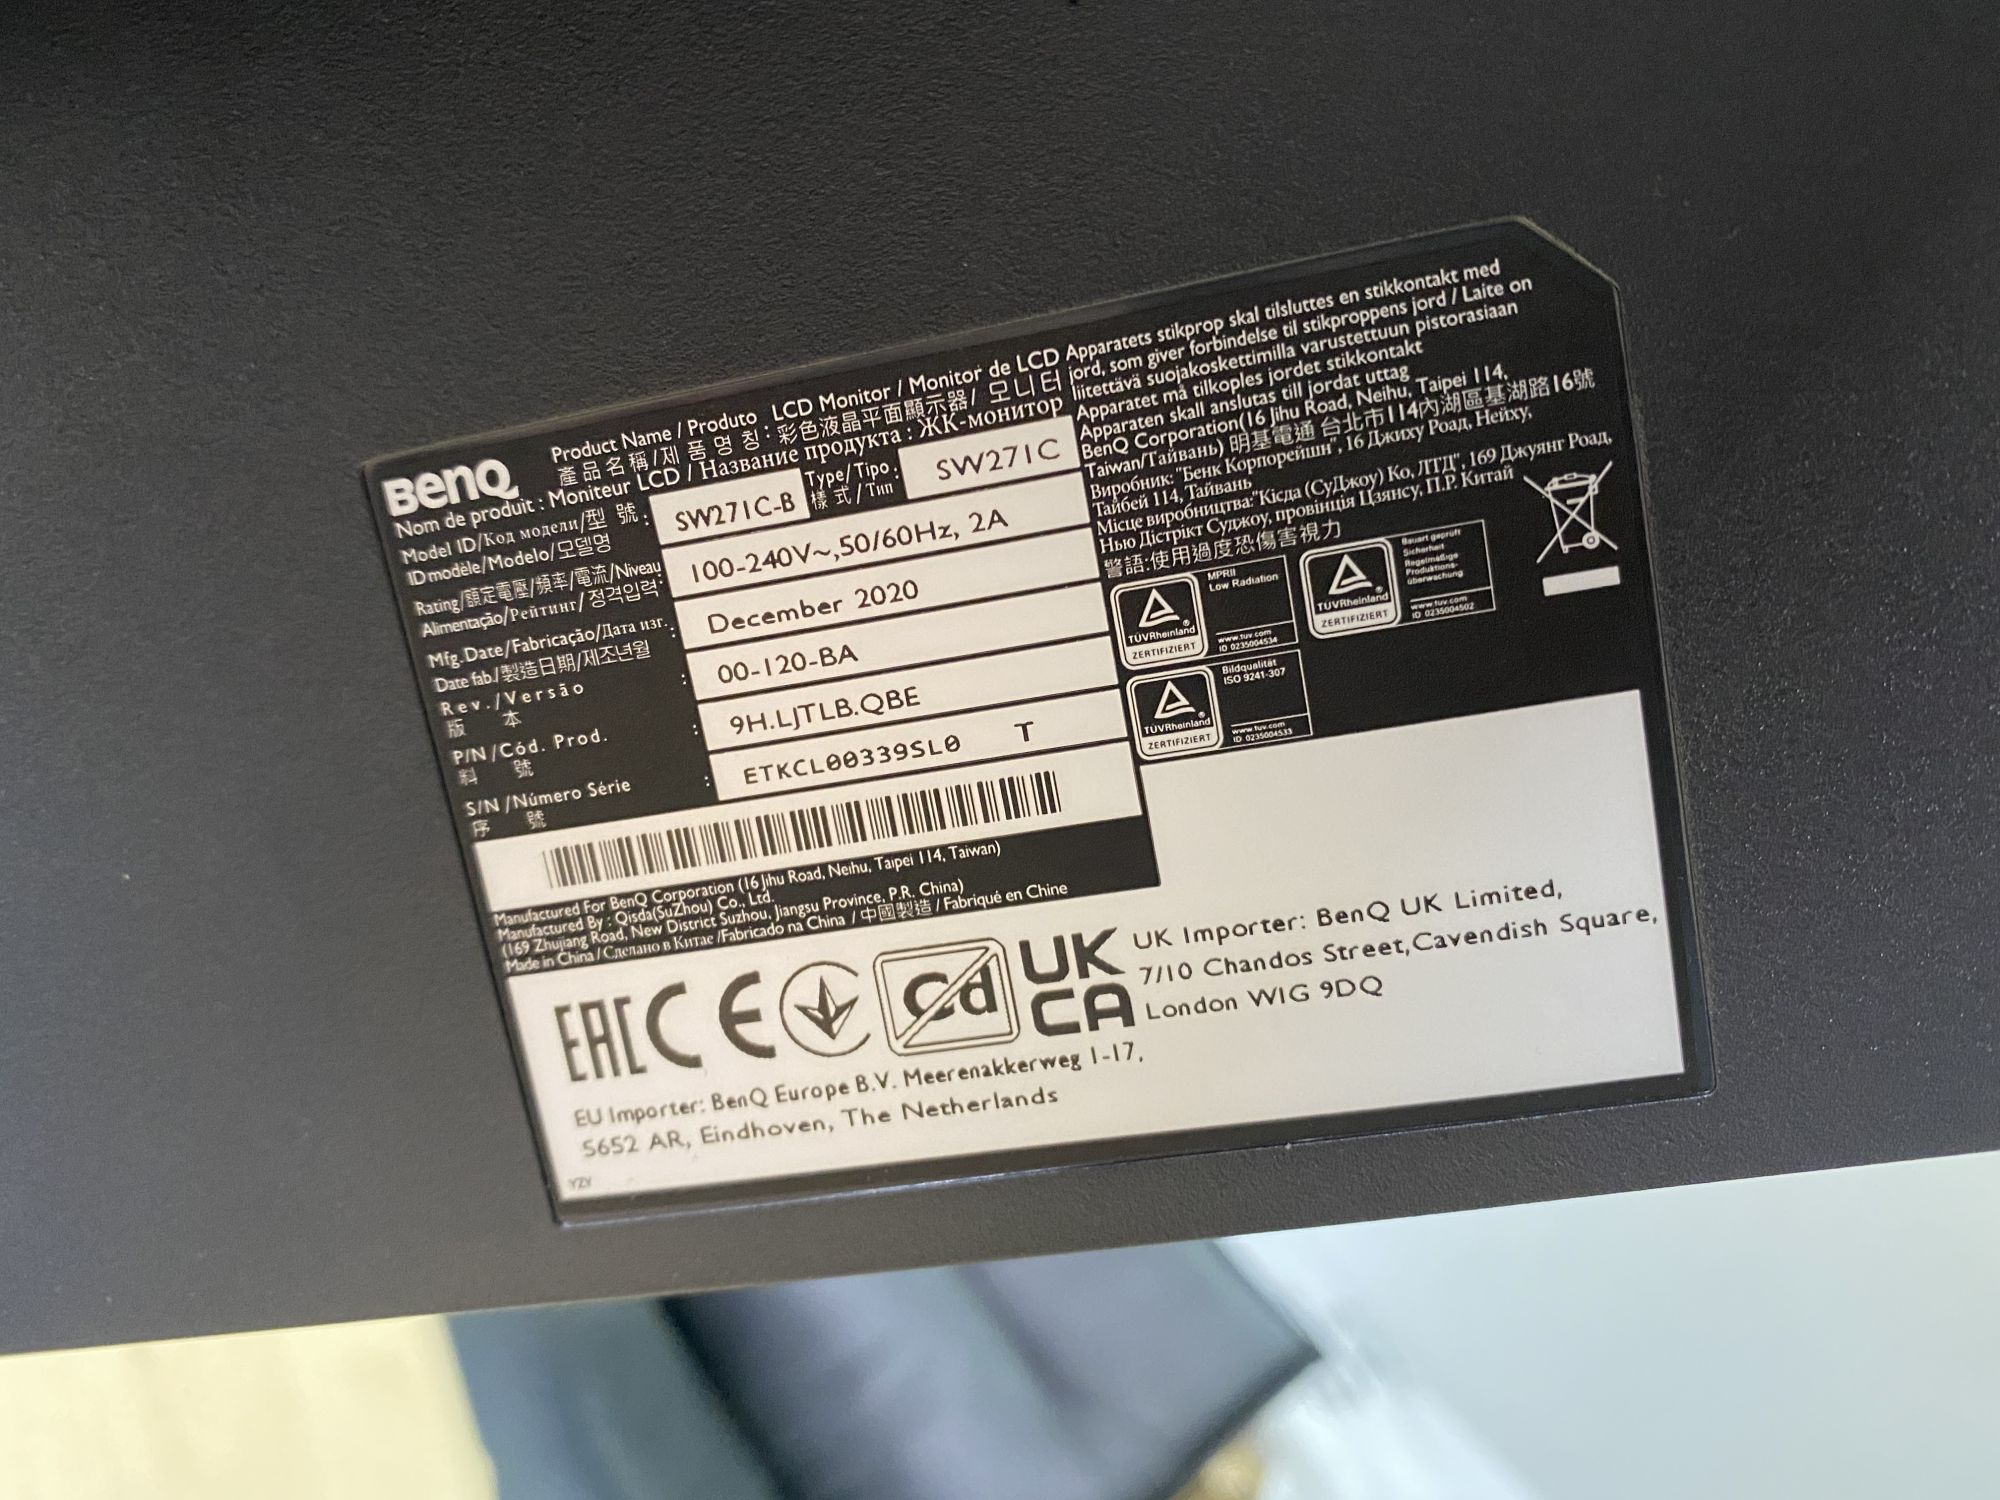 BenQ
Product Name / Produto LCD Monitor / Monitor de LCD
產品名稱/제 품 명 칭 : 彩色液晶平面顯示器/ 모니터
Nom de produit : Moniteur LCD / Название продукта : ЖК-монитор
Model ID/Код модели/型 號 :
ID modèle/Modelo/모델명
SW271C-B
Type/Tipo :
樣 式 / Тип
SW271C
Rating/額定電壓/頻率/電流/Niveau
Alimentação/Рейтинг/정격입력 :
100-240V~,50/60Hz, 2A
Mfg.Date/Fabricação/Дата изг. :
Date fab./製造日期/제조년월
December 2020
Rev./Versão :
版 本
00-120-BA
P/N/Cód. Prod. :
料 號
9H.LJTLB.QBE
S/N /Número Série :
序 號
ETKCL00339SL0 T
Manufactured For BenQ Corporation (16 Jihu Road, Neihu, Taipei 114, Taiwan)
Manufactured By : Qisda(SuZhou) Co., Ltd.
(169 Zhujiang Road, New District Suzhou, Jiangsu Province, P.R. China)
Made in China / Сделано в Китае /Fabricado na China / 中國製造 / Fabriqué en Chine
Apparatets stikprop skal tilsluttes en stikkontakt med
jord, som giver forbindelse til stikproppens jord / Laite on
liitettävä suojakoskettimilla varustettuun pistorasiaan
Apparatet må tilkoples jordet stikkontakt
Apparaten skall anslutas till jordat uttag
BenQ Corporation(16 Jihu Road, Neihu, Taipei 114,
Taiwan/Тайвань) 明基電通 台北市114內湖區基湖路16號
Виробник: "Бенк Корпорейшн", 16 Джиху Роад, Нейху,
Тайбей 114, Тайвань
Місце виробництва:"Кісда (СуДжоу) Ко, ЛТД", 169 Джуянг Роад,
Нью Дістрікт Суджоу, провінція Цзянсу, П.Р. Китай
警語:使用過度恐傷害視力
TÜVRheinland
ZERTIFIZIERT
MPRII
Low Radiation
www.tuv.com
ID 0235004534
TÜVRheinland
ZERTIFIZIERT
Bauart geprüft
Sicherheit
Regelmäßige
Produktions-
überwachung
www.tuv.com
ID 0235004502
TÜVRheinland
ZERTIFIZIERT
Bildqualität
ISO 9241-307
www.tuv.com
ID 0235004533
EAC CE Cd UK
CA
UK Importer: BenQ UK Limited,
7/10 Chandos Street,Cavendish Square,
London W1G 9DQ
EU Importer: BenQ Europe B.V. Meerenakkerweg 1-17,
5652 AR, Eindhoven, The Netherlands
YZY